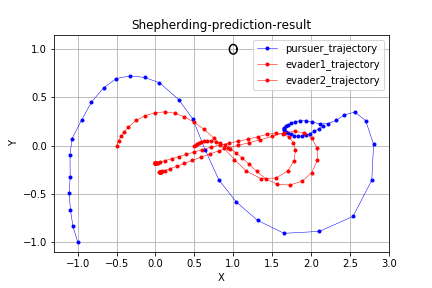 Shepherding-prediction-result
pursuer_trajectory
evader1_trajectory
evader2_trajectory
1.0
0.5
0.0
−0.5
−1.0
Y
−1.0 −0.5 0.0 0.5 1.0 1.5 2.0 2.5 3.0
X